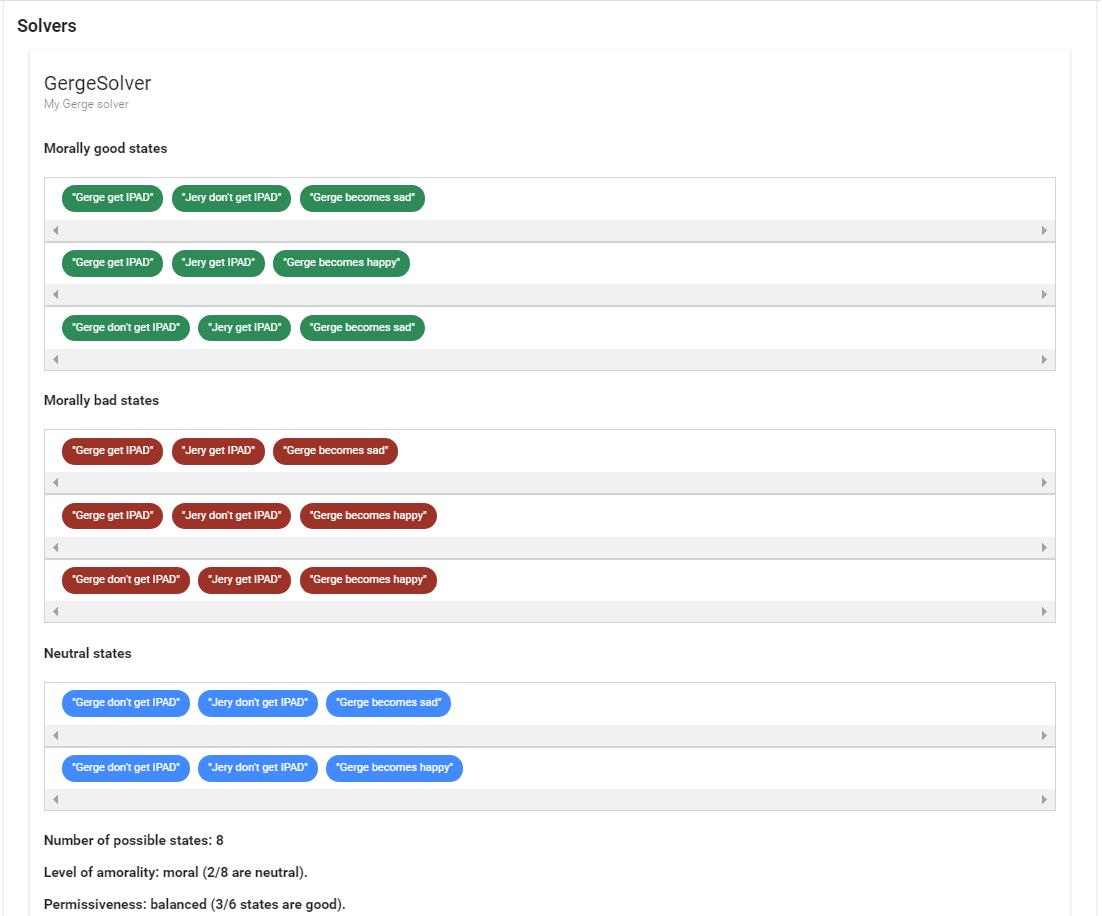 Solvers
GergeSolver
My Gerge solver
Morally good states
"Gerge get IPAD" "Jery don't get IPAD" "Gerge becomes sad"
"Gerge get IPAD" "Jery get IPAD" "Gerge becomes happy"
"Gerge don't get IPAD" "Jery get IPAD" "Gerge becomes sad"
Morally bad states
"Gerge get IPAD" "Jery get IPAD" "Gerge becomes sad"
"Gerge get IPAD" "Jery don't get IPAD" "Gerge becomes happy"
"Gerge don't get IPAD" "Jery get IPAD" "Gerge becomes happy"
Neutral states
"Gerge don't get IPAD" "Jery don't get IPAD" "Gerge becomes sad"
"Gerge don't get IPAD" "Jery don't get IPAD" "Gerge becomes happy"
Number of possible states: 8
Level of amorality: moral (2/8 are neutral).
Permissiveness: balanced (3/6 states are good).